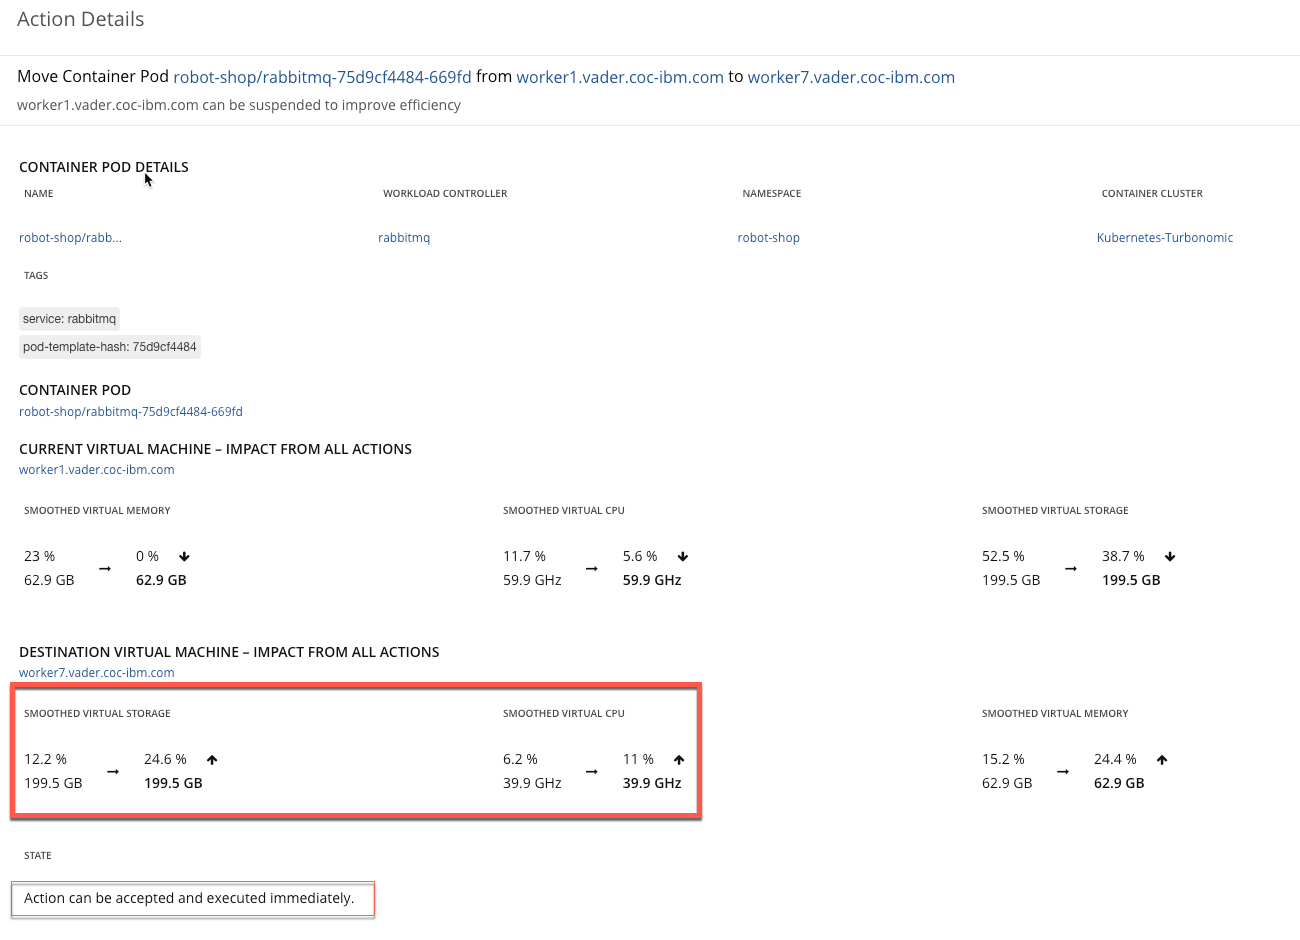 Action Details
Move Container Pod robot-shop/rabbitmq-75d9cf4484-669fd from worker1.vader.coc-ibm.com to worker7.vader.coc-ibm.com
worker1.vader.coc-ibm.com can be suspended to improve efficiency
CONTAINER POD DETAILS
NAME WORKLOAD CONTROLLER NAMESPACE CONTAINER CLUSTER
robot-shop/rabb... rabbitmq robot-shop Kubernetes-Turbonomic
TAGS
service: rabbitmq
pod-template-hash: 75d9cf4484
CONTAINER POD
robot-shop/rabbitmq-75d9cf4484-669fd
CURRENT VIRTUAL MACHINE – IMPACT FROM ALL ACTIONS
worker1.vader.coc-ibm.com
SMOOTHED VIRTUAL MEMORY SMOOTHED VIRTUAL CPU SMOOTHED VIRTUAL STORAGE
23 % → 0 % ↓ 11.7 % → 5.6 % ↓ 52.5 % → 38.7 % ↓
62.9 GB 62.9 GB 59.9 GHz 59.9 GHz 199.5 GB 199.5 GB
DESTINATION VIRTUAL MACHINE – IMPACT FROM ALL ACTIONS
worker7.vader.coc-ibm.com
SMOOTHED VIRTUAL STORAGE SMOOTHED VIRTUAL CPU SMOOTHED VIRTUAL MEMORY
12.2 % → 24.6 % ↑ 6.2 % → 11 % ↑ 15.2 % → 24.4 % ↑
199.5 GB 199.5 GB 39.9 GHz 39.9 GHz 62.9 GB 62.9 GB
STATE
Action can be accepted and executed immediately.